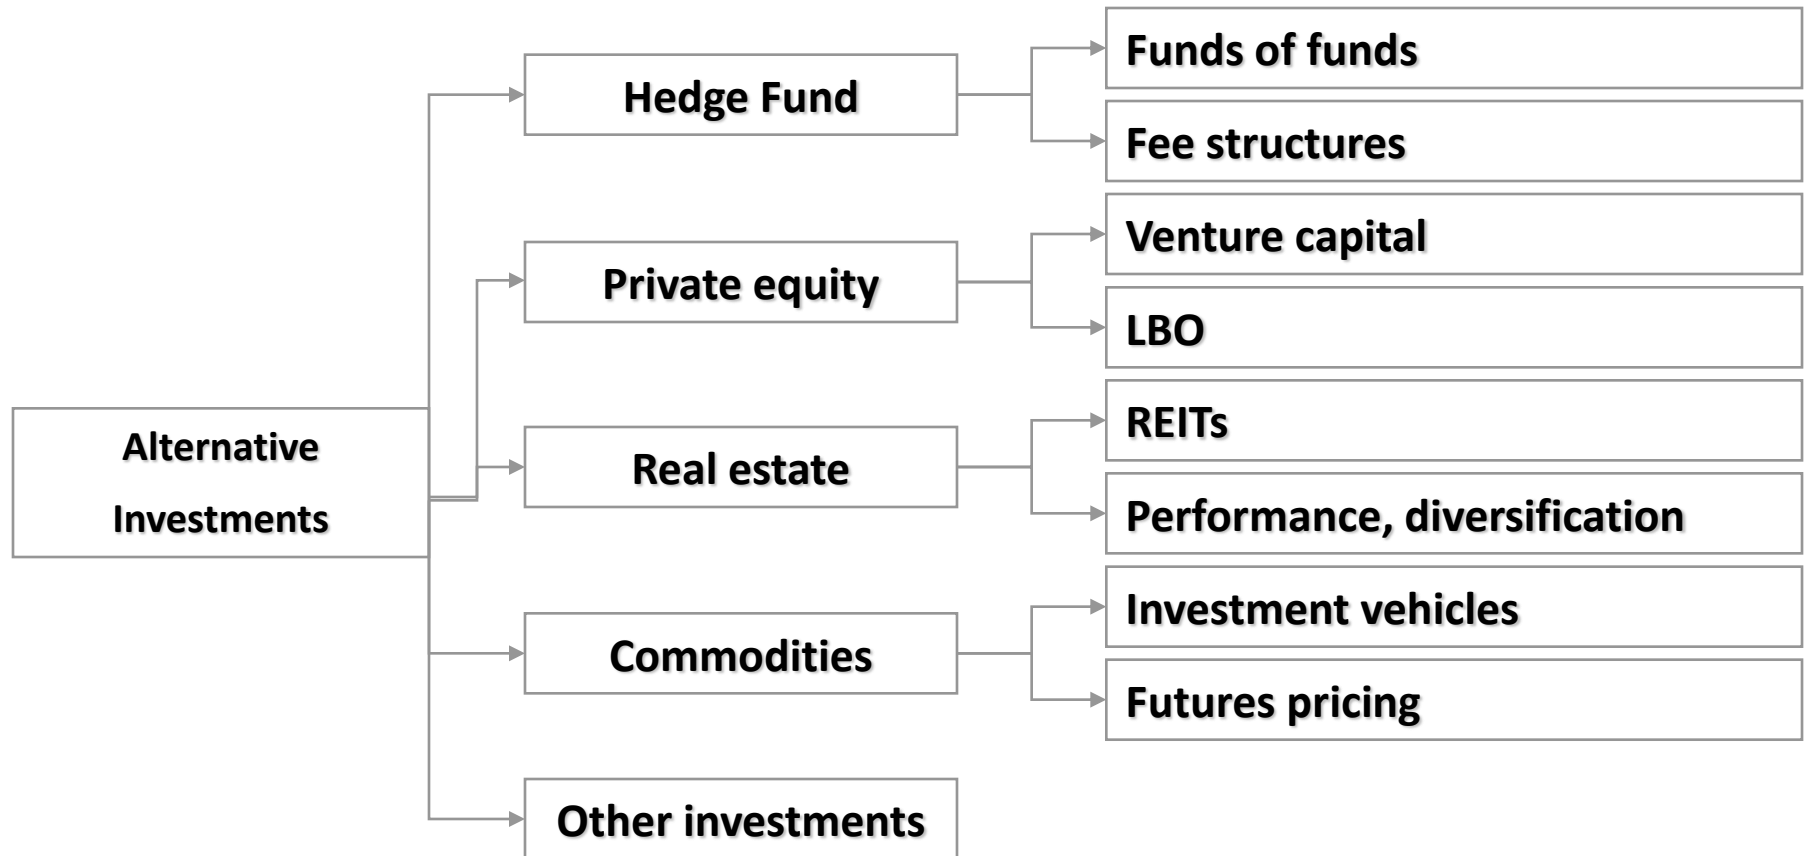 Alternative
Investments
Hedge Fund
Funds of funds
Fee structures
Private equity
Venture capital
LBO
Real estate
REITs
Performance, diversification
Commodities
Investment vehicles
Futures pricing
Other investments